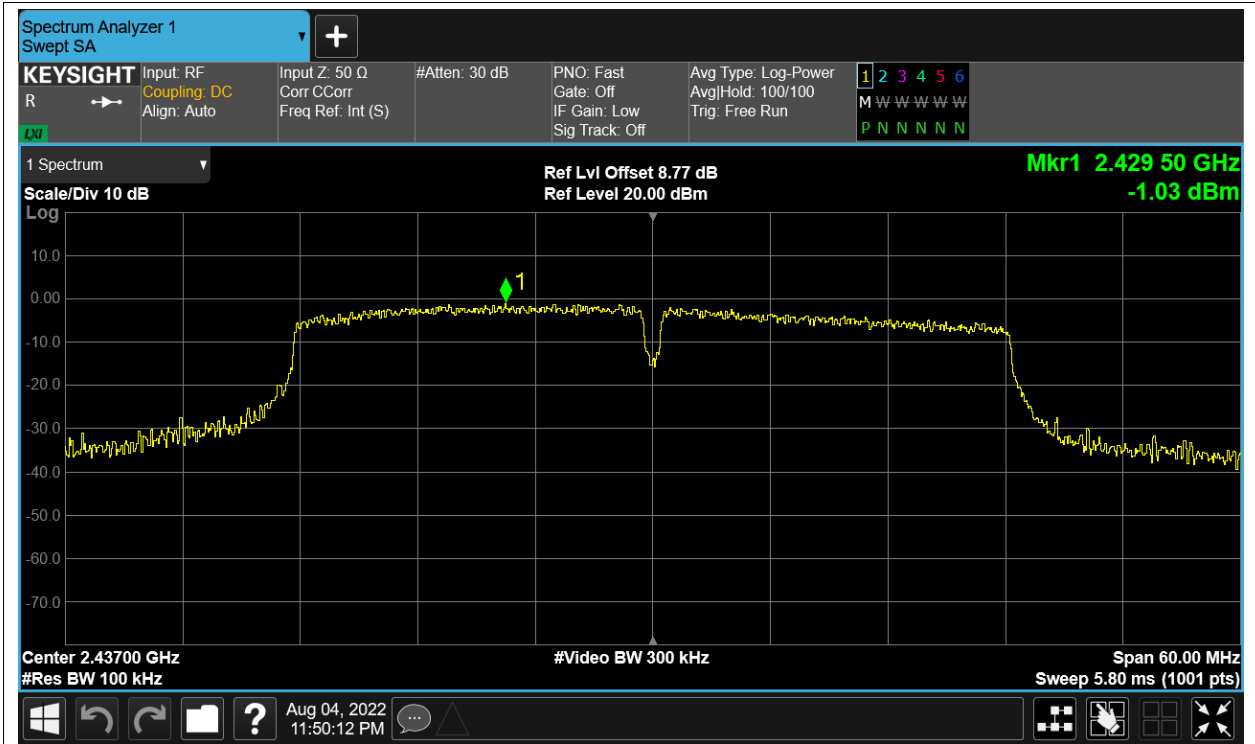 Spectrum Analyzer 1
Swept SA
+
KEYSIGHT
R
LXI
Input: RF
Coupling: DC
Align: Auto
Input Z: 50 Ω
Corr CCorr
Freq Ref: Int (S)
#Atten: 30 dB
PNO: Fast
Gate: Off
IF Gain: Low
Sig Track: Off
Avg Type: Log-Power
Avg|Hold: 100/100
Trig: Free Run
1 2 3 4 5 6
M W W W W W
P N N N N N
1 Spectrum
Scale/Div 10 dB
Log
Ref Lvl Offset 8.77 dB
Ref Level 20.00 dBm
Mkr1 2.429 50 GHz
-1.03 dBm
10.0
0.00
-10.0
-20.0
-30.0
-40.0
-50.0
-60.0
-70.0
1
Center 2.43700 GHz
#Res BW 100 kHz
#Video BW 300 kHz
Span 60.00 MHz
Sweep 5.80 ms (1001 pts)
?
Aug 04, 2022
11:50:12 PM